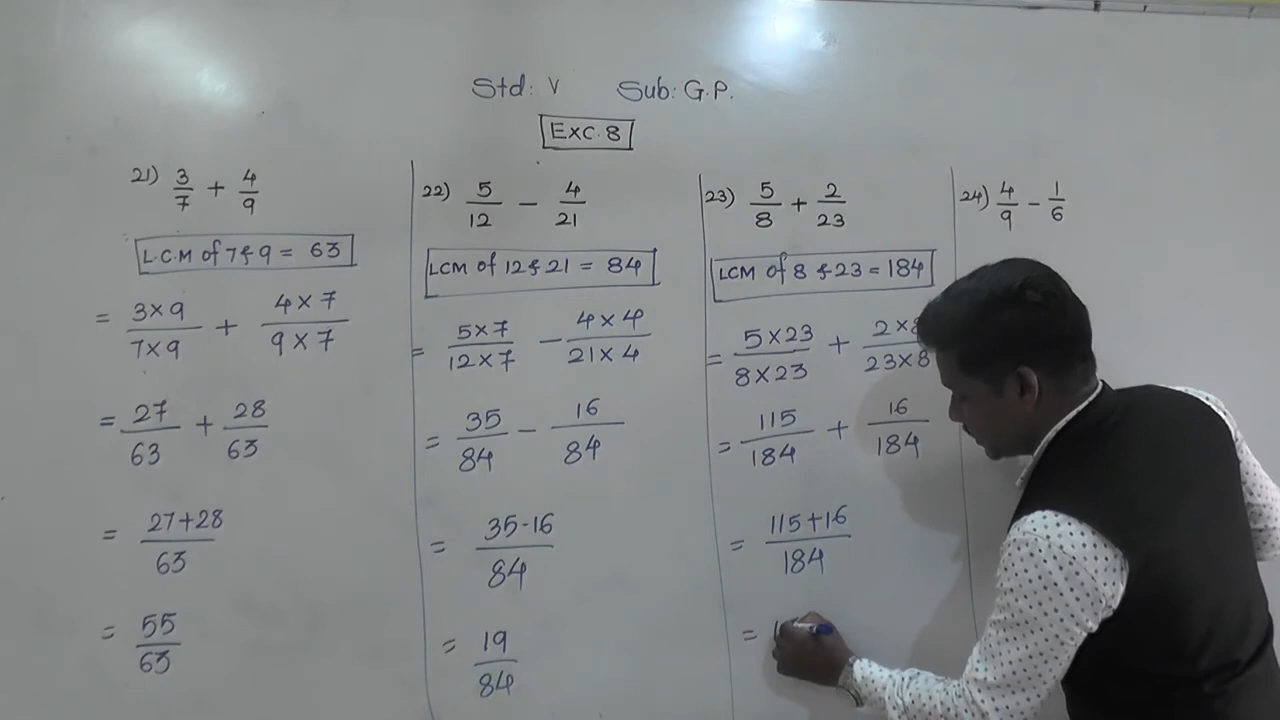 Std: V Sub: G.P.
EXC. 8
21) 3/7 + 4/9
L.C.M of 7 & 9 = 63
= 3×9/7×9 + 4×7/9×7
= 27/63 + 28/63
= 27+28/63
= 55/63
22) 5/12 - 4/21
LCM of 12 & 21 = 84
= 5×7/12×7 - 4×4/21×4
= 35/84 - 16/84
= 35-16/84
= 19/84
23) 5/8 + 2/23
LCM of 8 & 23 = 184
= 5×23/8×23 + 2×8/23×8
= 115/184 + 16/184
= 115+16/184
=
24) 4/9 - 1/6